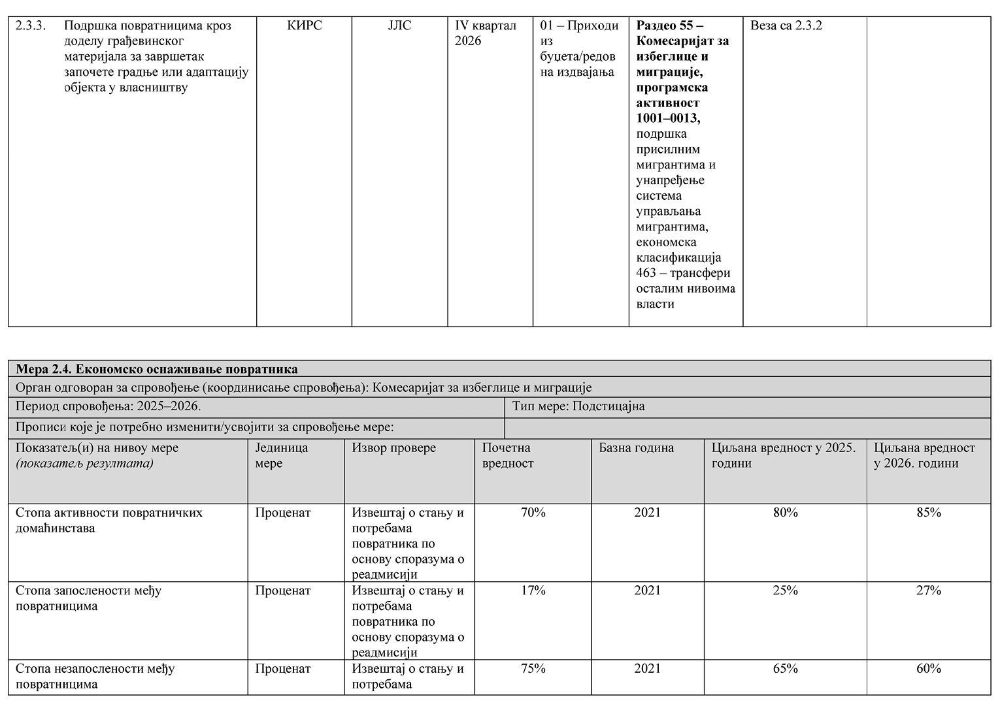 2.3.3. Подршка повратницима кроз доделу грађевинског материјала за завршетак започете градње или адаптацију објекта у власништву
КИРС
ЈЛС
IV квартал
2026
01 – Приходи
из
буџета/редов
на издвајања
Раздео 55 –
Комесаријат за
избеглице и
миграције,
програмска
активност
1001–0013,
подршка
присилним
мигрантима и
унапређење
система
управљања
мигрантима,
економска
класификација
463 – трансфери
осталим нивоима
власти
Веза са 2.3.2
Мера 2.4. Економско оснаживање повратника
Орган одговоран за спровођење (координисање спровођења): Комесаријат за избеглице и миграције
Период спровођења: 2025–2026.
Тип мере: Подстицајна
Прописи које је потребно изменити/усвојити за спровођење мере:
Показатељ(и) на нивоу мере
(показатељ резултата)
Јединица
мере
Извор провере
Почетна
вредност
Базна година
Циљана вредност у 2025.
години
Циљана вредност
у 2026. години
Стопа активности повратничких
домаћинстава
Проценат
Извештај о стању и
потребама
повратника по
основу споразума о
реадмисији
70%
2021
80%
85%
Стопа запослености међу
повратницима
Проценат
Извештај о стању и
потребама
повратника по
основу споразума о
реадмисији
17%
2021
25%
27%
Стопа незапослености међу
повратницима
Проценат
Извештај о стању и
потребама
75%
2021
65%
60%